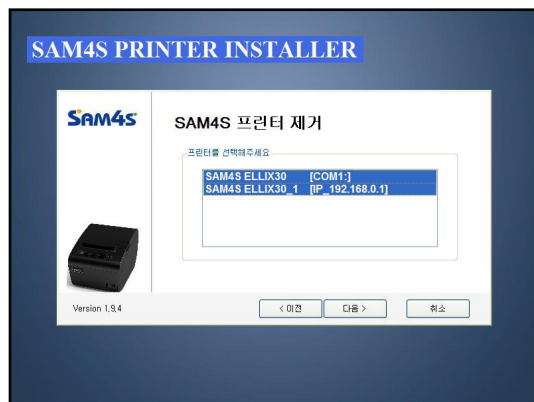 SAM4S PRINTER INSTALLER
SAM4S
SAM4S 프린터 제거
프린터를 선택해주세요
SAM4S ELLIX30 [COM1:]
SAM4S ELLIX30_1 [IP_192.168.0.1]
Version 1.9.4
< 이전
다음 >
취소